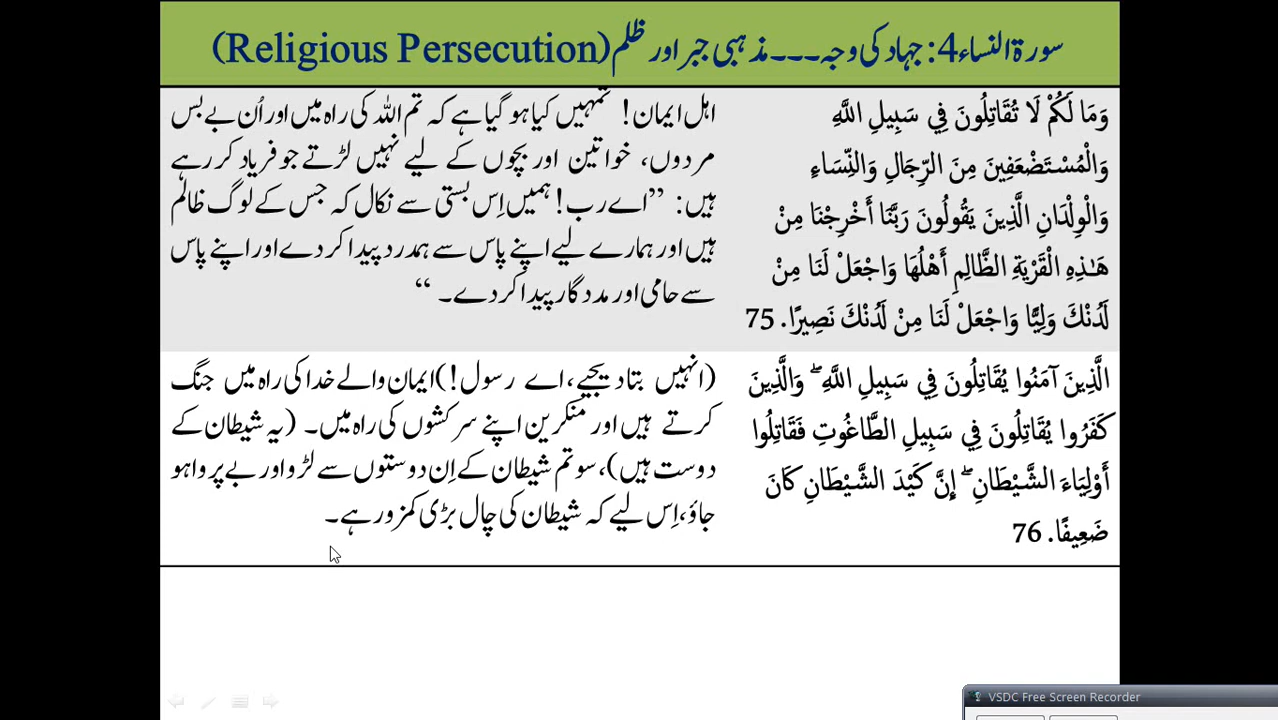 سورۃ النساء 4: جہاد کی وجہ۔۔۔ مذہبی جبر اور ظلم (Religious Persecution)
وَمَا لَكُمْ لَا تُقَاتِلُونَ فِي سَبِيلِ اللَّهِ
وَالْمُسْتَضْعَفِينَ مِنَ الرِّجَالِ وَالنِّسَاءِ
وَالْوِلْدَانِ الَّذِينَ يَقُولُونَ رَبَّنَا أَخْرِجْنَا مِنْ
هَـٰذِهِ الْقَرْيَةِ الظَّالِمِ أَهْلُهَا وَاجْعَلْ لَنَا مِنْ
لَدُنْكَ وَلِيًّا وَاجْعَلْ لَنَا مِنْ لَدُنْكَ نَصِيرًا. 75
اہل ایمان! تمہیں کیا ہو گیا ہے کہ تم اللہ کی راہ میں اور اُن بے بس
مردوں، خواتین اور بچوں کے لیے نہیں لڑتے جو فریاد کر رہے
ہیں: ”اے رب! ہمیں اِس بستی سے نکال کہ جس کے لوگ ظالم
ہیں اور ہمارے لیے اپنے پاس سے ہمدرد پیدا کر دے اور اپنے پاس
سے حامی اور مددگار پیدا کر دے۔“
الَّذِينَ آمَنُوا يُقَاتِلُونَ فِي سَبِيلِ اللَّهِ ۖ وَالَّذِينَ
كَفَرُوا يُقَاتِلُونَ فِي سَبِيلِ الطَّاغُوتِ فَقَاتِلُوا
أَوْلِيَاءَ الشَّيْطَانِ ۖ إِنَّ كَيْدَ الشَّيْطَانِ كَانَ
ضَعِيفًا. 76
(انہیں بتا دیجیے، اے رسول!) ایمان والے خدا کی راہ میں جنگ
کرتے ہیں اور منکرین اپنے سرکشوں کی راہ میں۔ (یہ شیطان کے
دوست ہیں)، سو تم شیطان کے اِن دوستوں سے لڑو اور بے پروا ہو
جاؤ، اِس لیے کہ شیطان کی چال بڑی کمزور ہے۔
VSDC Free Screen Recorder